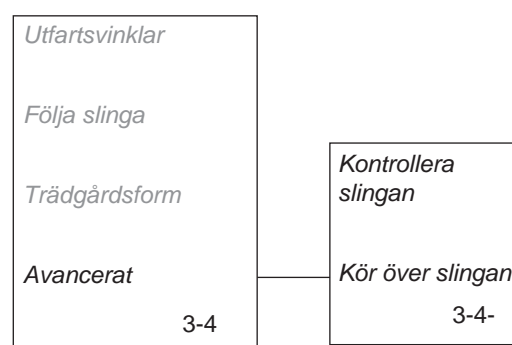 Utfartsvinklar
Följa slinga
Trädgårdsform
Avancerat
3-4
Kontrollera
slingan
Kör över slingan
3-4-